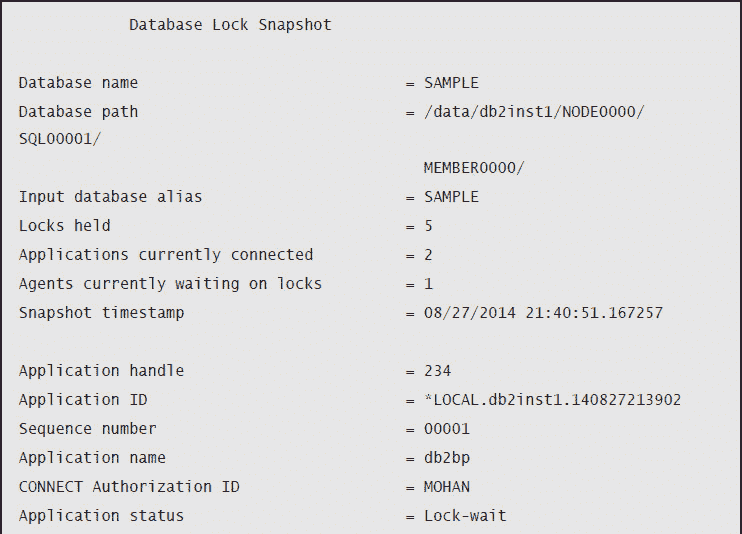 Database Lock Snapshot
Database name = SAMPLE
Database path = /data/db2inst1/NODE0000/
SQL00001/
MEMBER0000/
Input database alias = SAMPLE
Locks held = 5
Applications currently connected = 2
Agents currently waiting on locks = 1
Snapshot timestamp = 08/27/2014 21:40:51.167257
Application handle = 234
Application ID = *LOCAL.db2inst1.140827213902
Sequence number = 00001
Application name = db2bp
CONNECT Authorization ID = MOHAN
Application status = Lock-wait